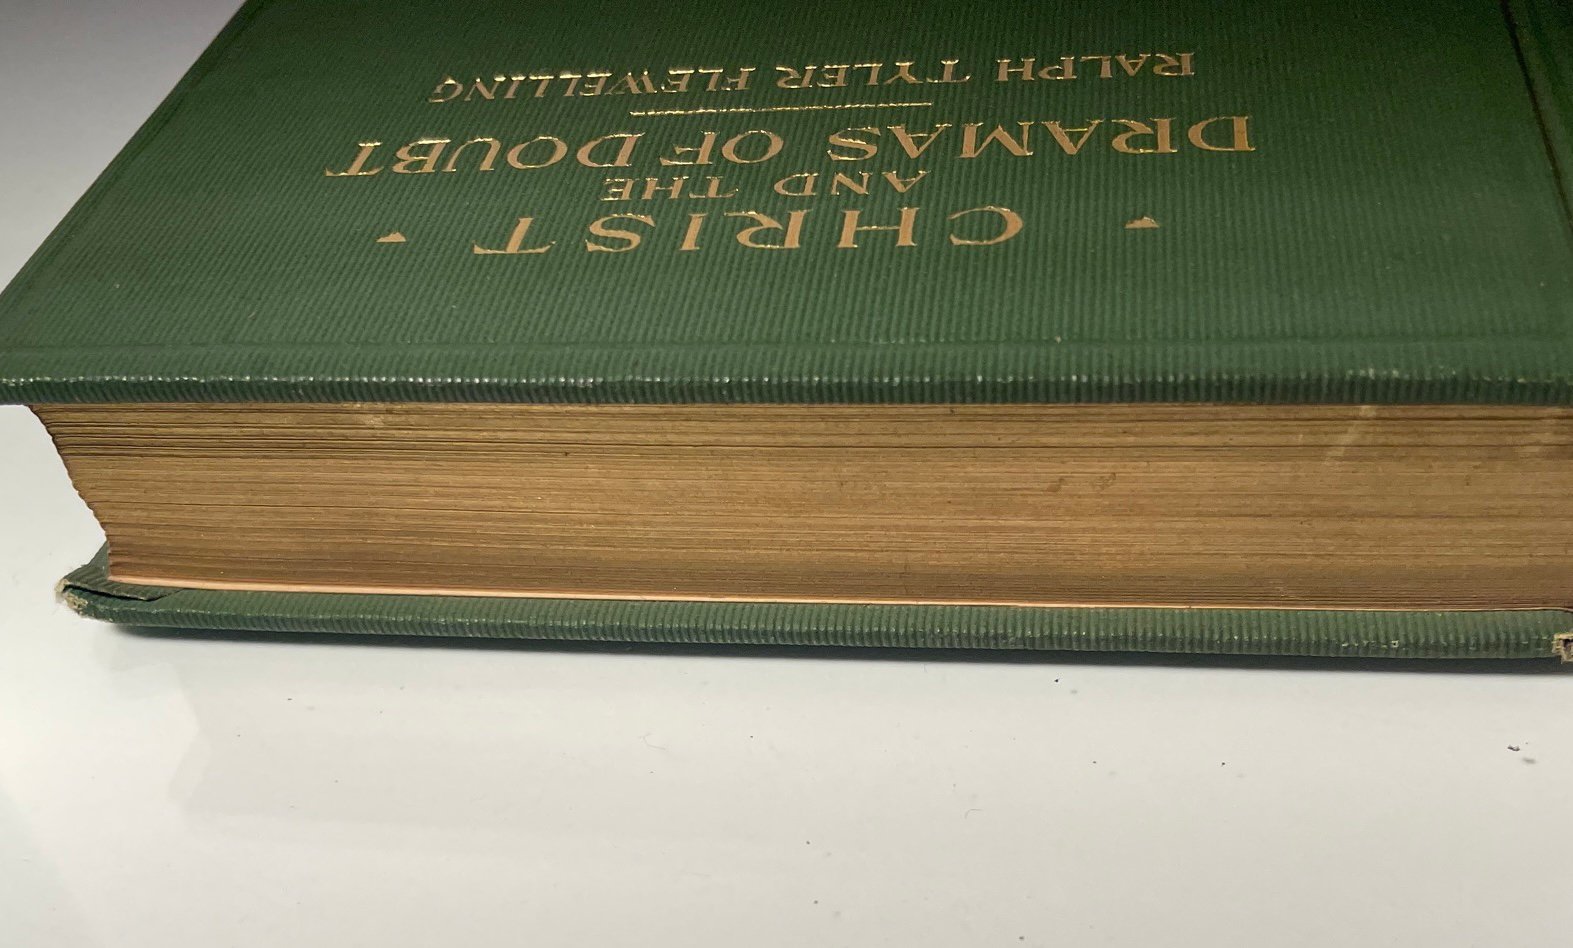 CHRIST
AND THE
DRAMAS OF DOUBT
RALPH TYLER FLEWELLING